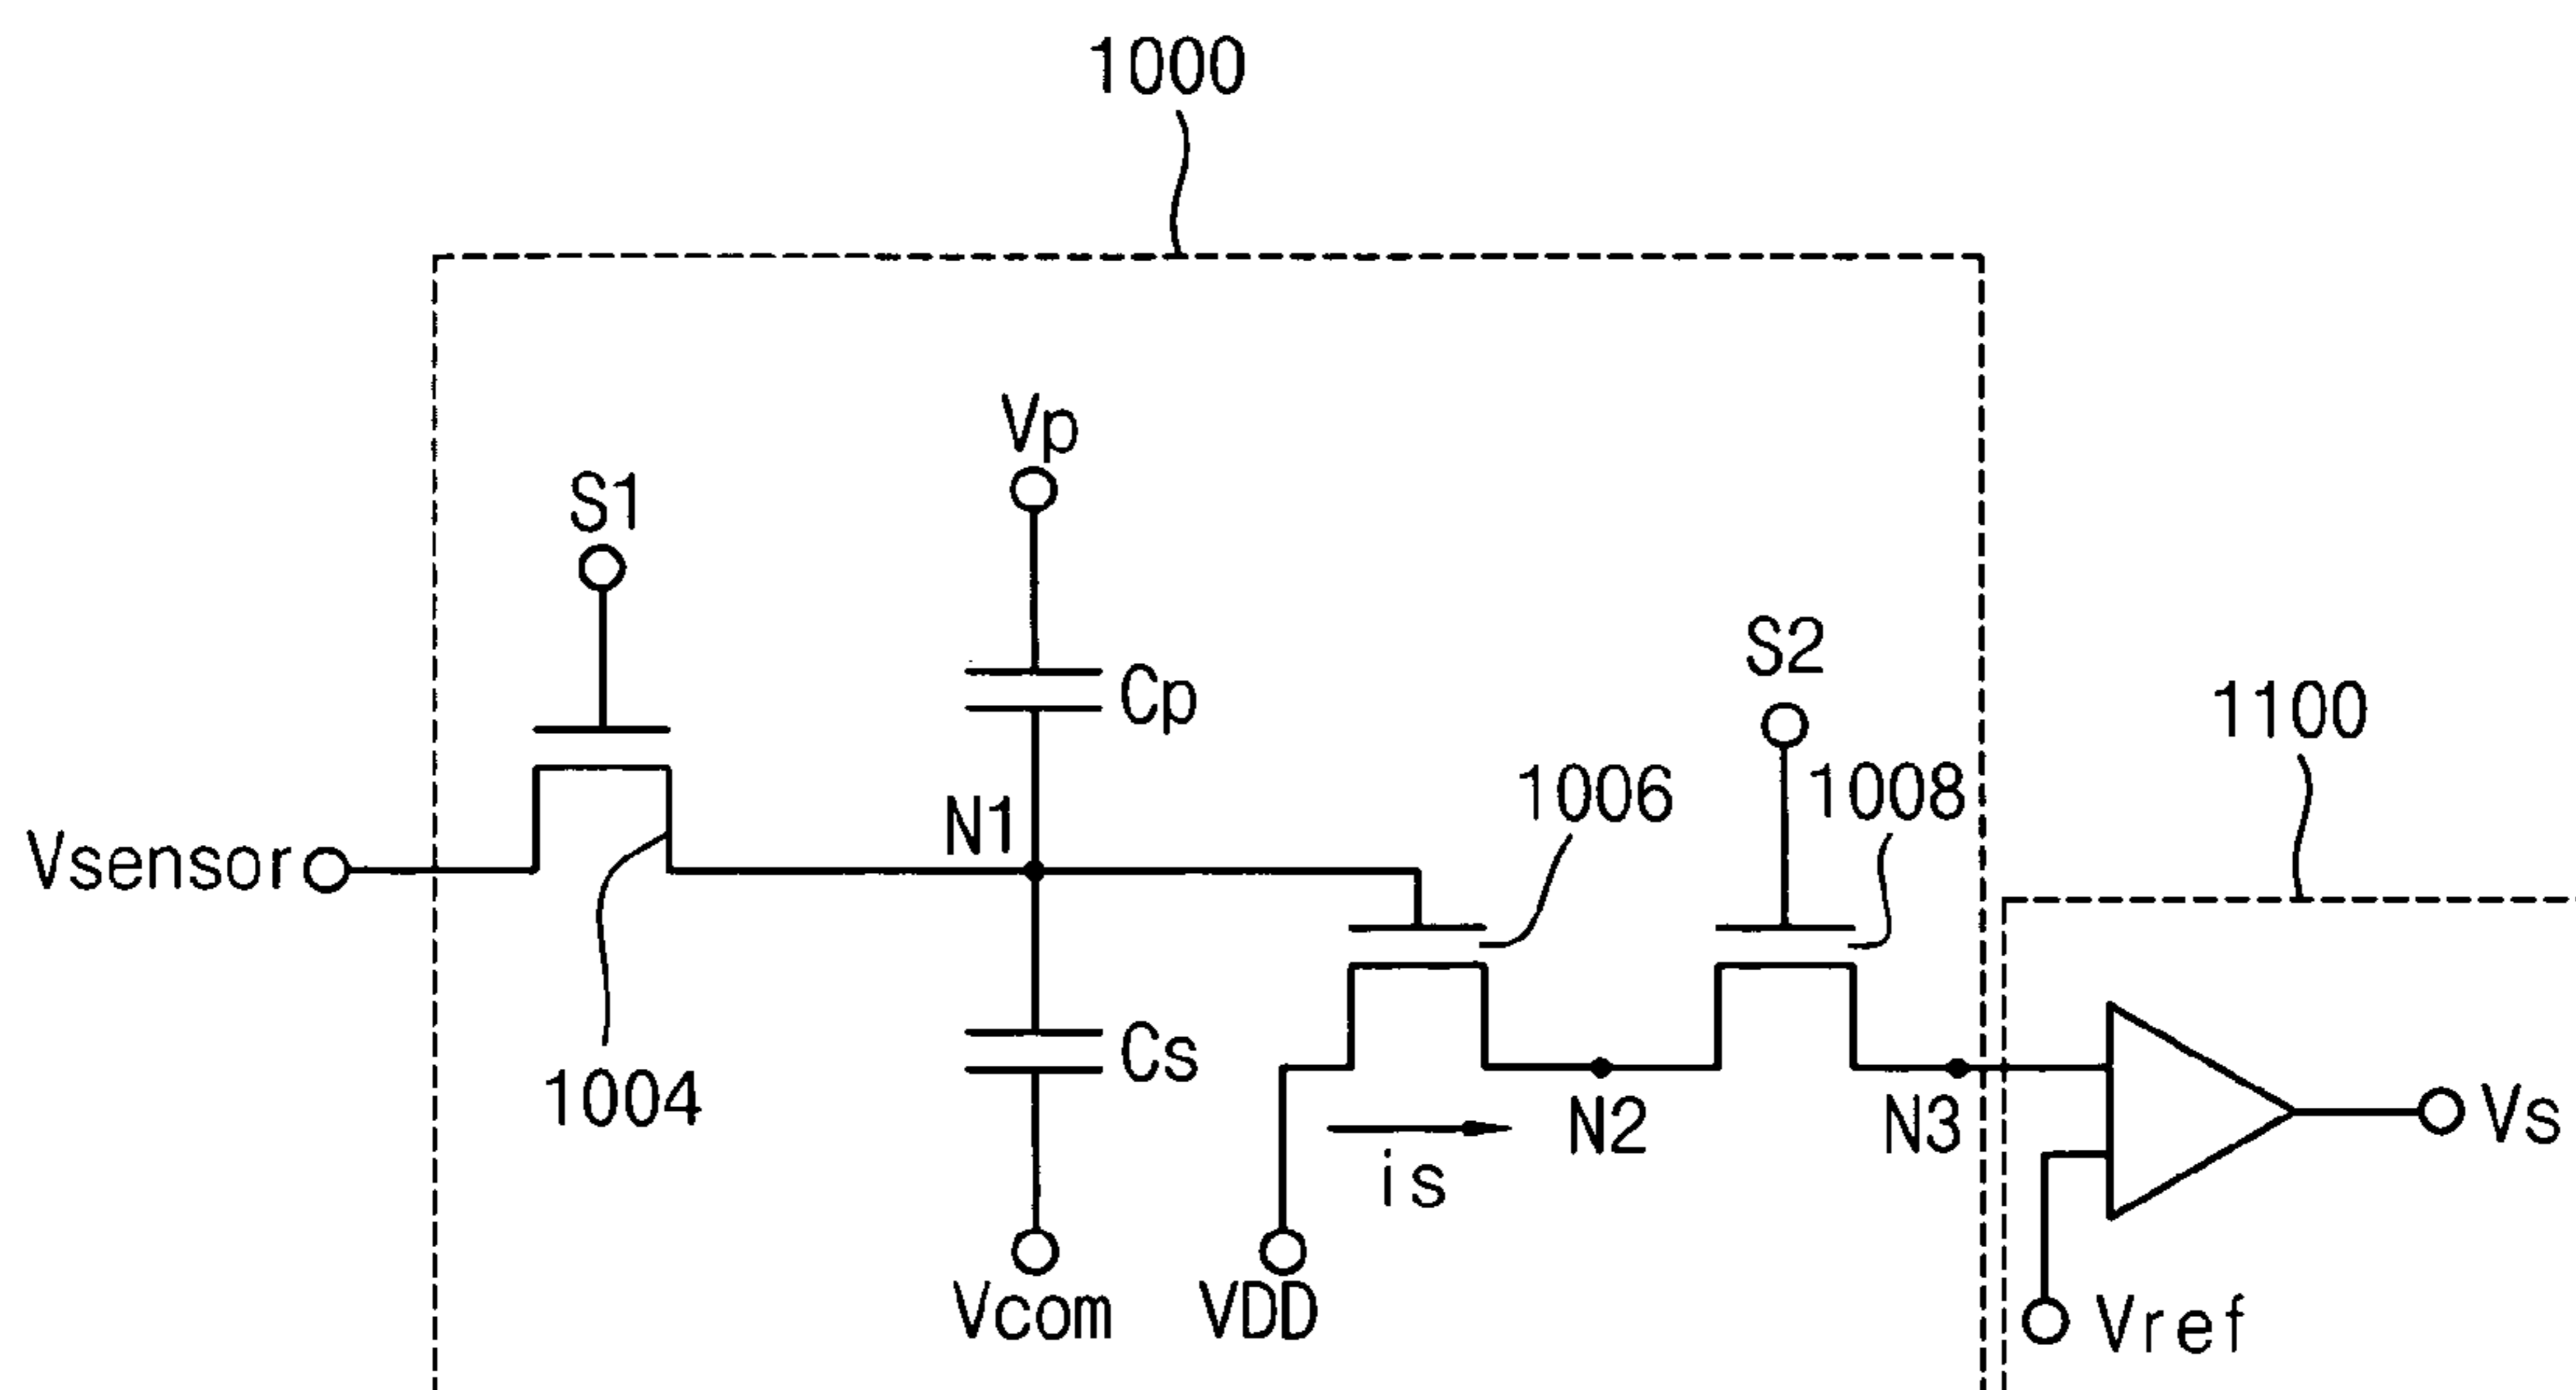 1000
Vp
S1
S2
Cp
1100
1006
1008
N1
Vsensor
Cs
1004
N2
N3
Vs
is
Vcom
VDD
Vref